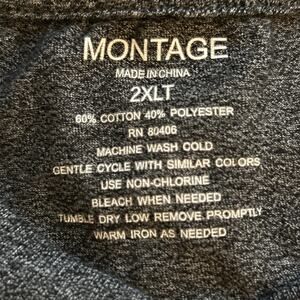 MONTAGE
MADE IN CHINA
2XLT
60% COTTON 40% POLYESTER
RN 80406
MACHINE WASH COLD
GENTLE CYCLE WITH SIMILAR COLORS
USE NON-CHLORINE
BLEACH WHEN NEEDED
TUMBLE DRY LOW REMOVE PROMPTLY
WARM IRON AS NEEDED